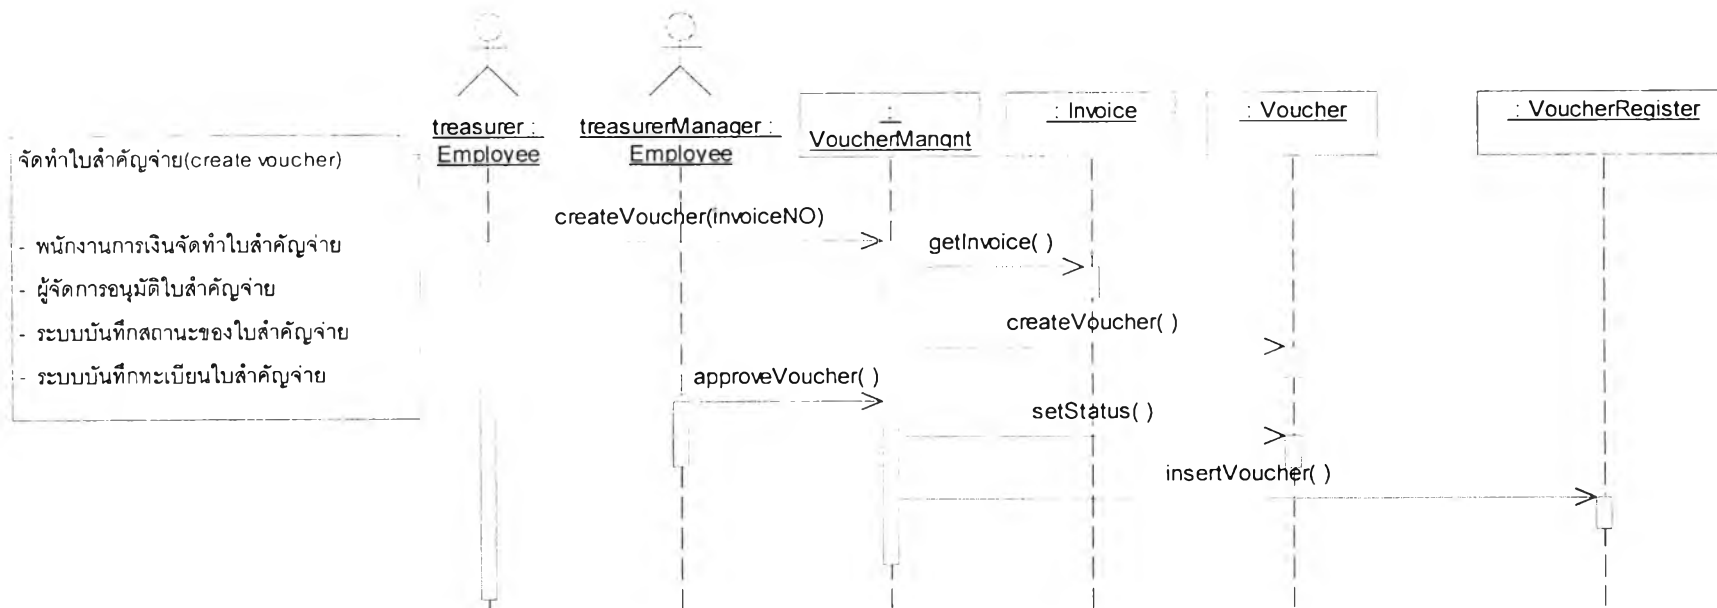 treasurer :
Employee
treasurerManager :
Employee
:
VoucherMangnt
: Invoice
: Voucher
: VoucherRegister
จัดทำใบสำคัญจ่าย(create voucher)
- พนักงานการเงินจัดทำใบสำคัญจ่าย
- ผู้จัดการอนุมัติใบสำคัญจ่าย
- ระบบบันทึกสถานะของใบสำคัญจ่าย
- ระบบบันทึกทะเบียนใบสำคัญจ่าย
createVoucher(invoiceNO)
getInvoice( )
createVoucher( )
approveVoucher( )
setStatus( )
insertVoucher( )